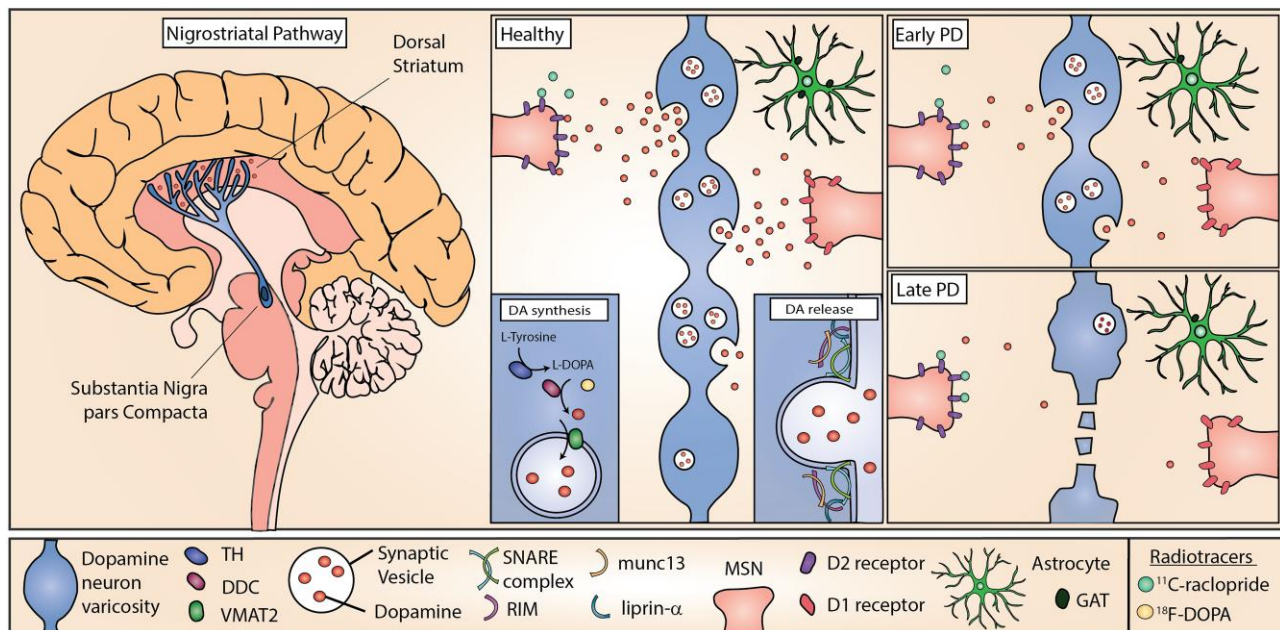 Nigrostriatal Pathway
Dorsal
Striatum
Substantia Nigra
pars Compacta
Healthy
DA synthesis
L-Tyrosine
L-DOPA
DA release
Early PD
Late PD
Dopamine
neuron
varicosity
TH
DDC
VMAT2
Synaptic
Vesicle
Dopamine
SNARE
complex
RIM
munc13
liprin-α
MSN
D2 receptor
D1 receptor
Astrocyte
GAT
Radiotracers
¹¹C-raclopride
¹⁸F-DOPA